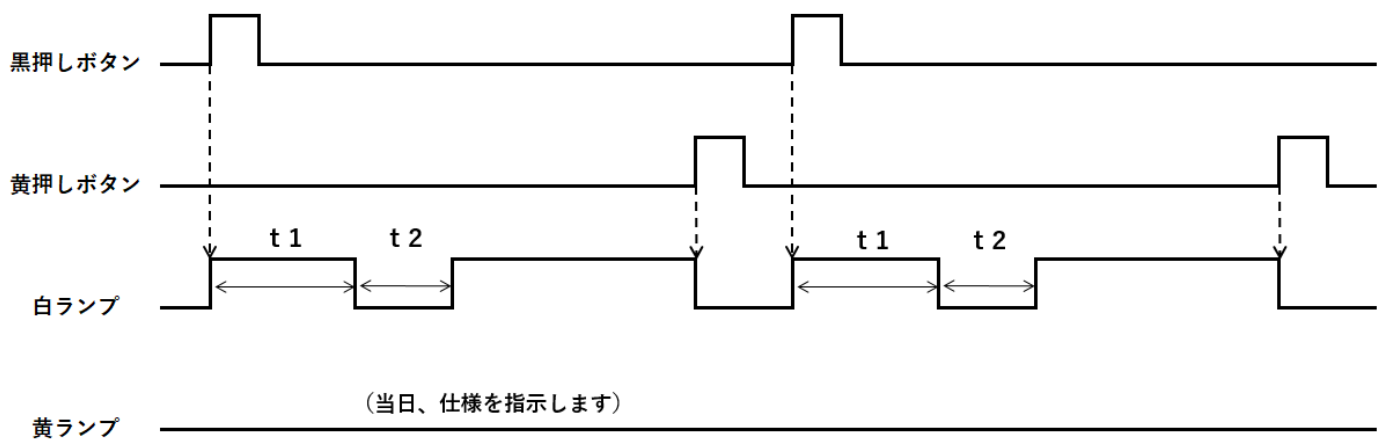 黒押しボタン
黄押しボタン
t 1
t 2
t 1
t 2
白ランプ
（当日、仕様を指示します）
黄ランプ